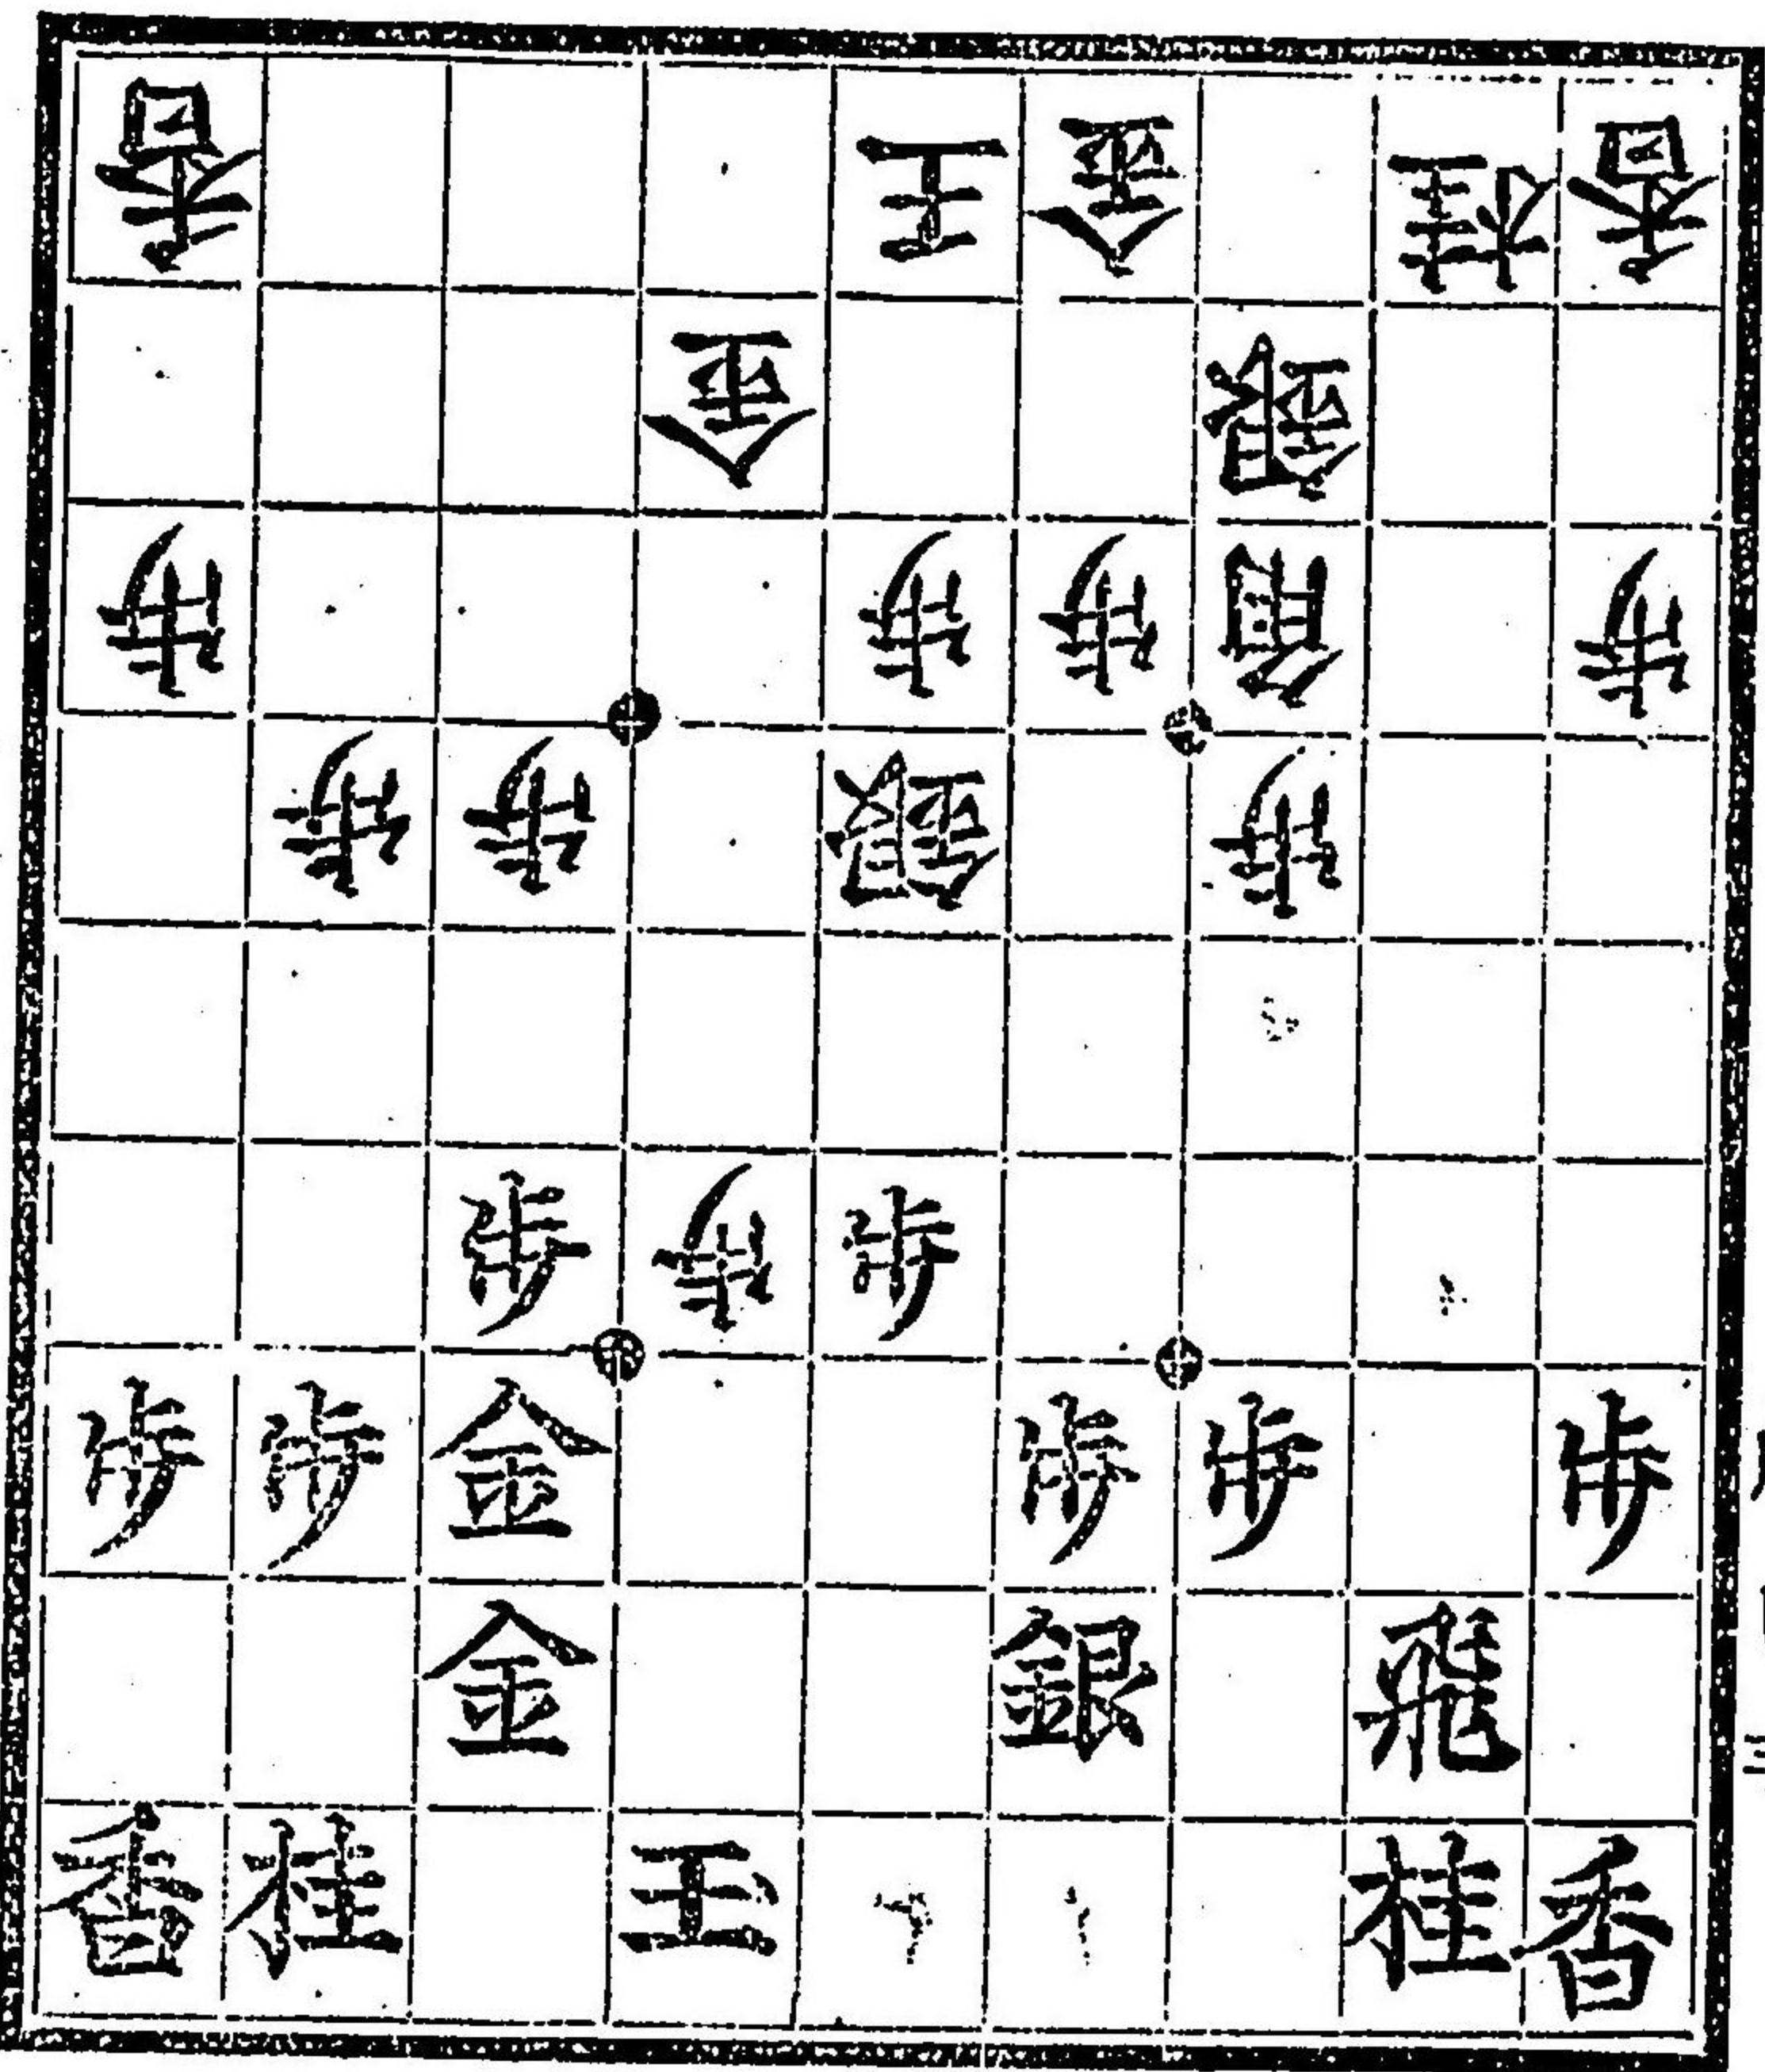 香 王 金 桂 香
金 銀
歩 歩 歩 角 歩
歩 歩 銀 歩
歩 歩 歩
歩 歩 金 歩 歩 歩
金 銀 飛
香 桂 玉 桂 香